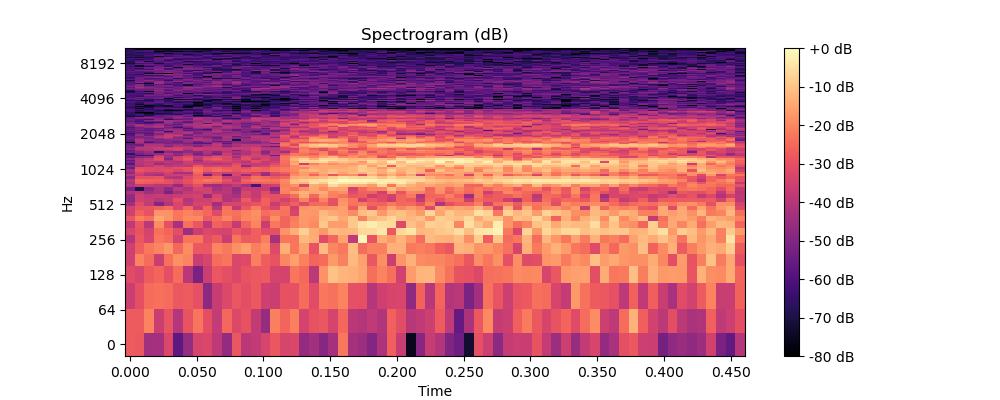 Spectrogram (dB)
8192
4096
2048
1024
512
256
128
64
0
Hz
0.000 0.050 0.100 0.150 0.200 0.250 0.300 0.350 0.400 0.450
Time
+0 dB
-10 dB
-20 dB
-30 dB
-40 dB
-50 dB
-60 dB
-70 dB
-80 dB